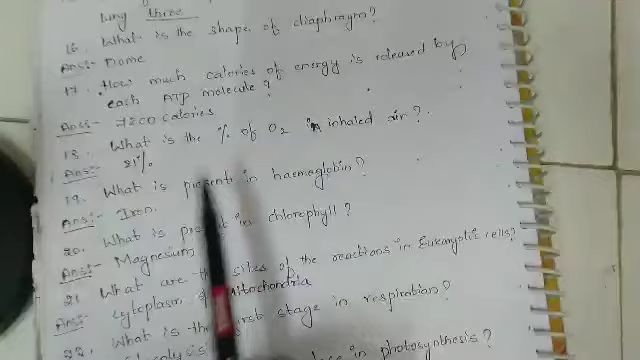 lung three
16. What is the shape of diaphragm?
Ans:- Dome
17. How much calories of energy is released by
each ATP molecule?
Ans:- 7200 calories
18. What is the % of O2 in inhaled air?
Ans:- 21%
19. What is present in haemoglobin?
Ans:- Iron.
20. What is present in chlorophyll?
Ans:- Magnesium
21. What are the sites of the reactions in Eukaryotic cells?
Ans:- Cytoplasm & Mitochondria
22. What is the first stage in respiration?
Ans:- Glycolysis
place in photosynthesis?